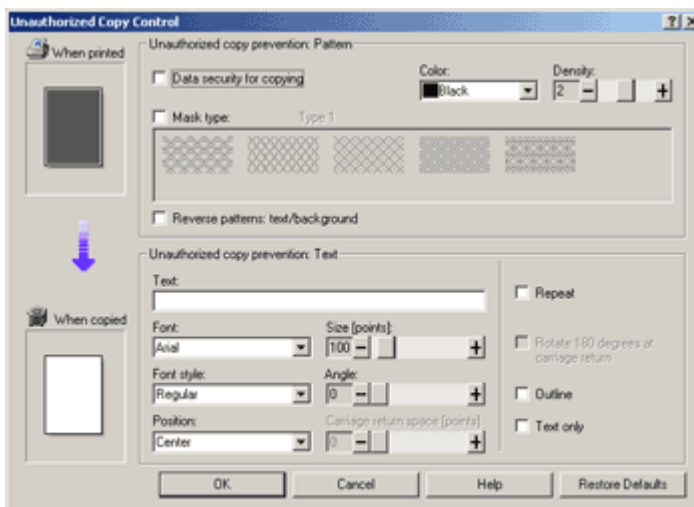 Unauthorized Copy Control
When printed
Unauthorized copy prevention: Pattern
Data security for copying
Color:
Density:
Black
2
Mask type:
Type 1
Reverse patterns: text/background
Unauthorized copy prevention: Text
Text:
Repeat
When copied
Font:
Size [points]:
Arial
100
Rotate 180 degrees at
carriage return
Font style:
Angle:
Regular
0
Outline
Position:
Carriage return space [points]:
Text only
Center
0
OK
Cancel
Help
Restore Defaults